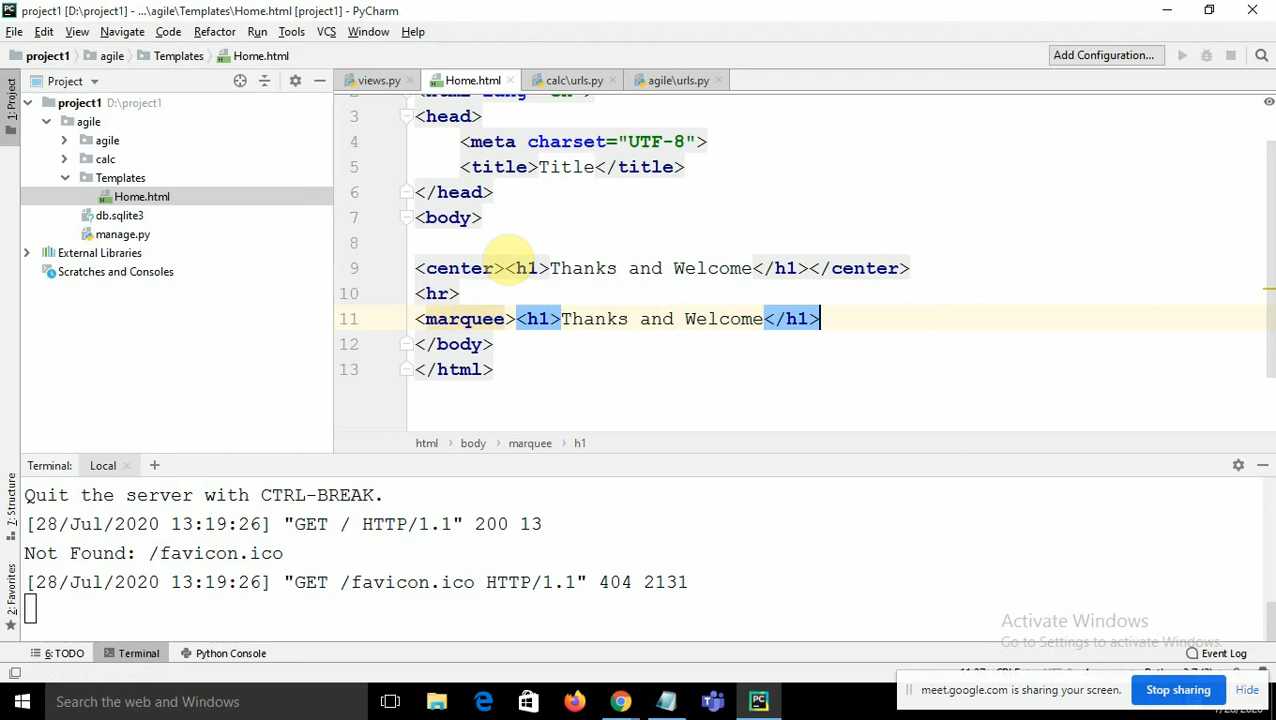 project1 [D:\project1] - ...\agile\Templates\Home.html [project1] - PyCharm
File Edit View Navigate Code Refactor Run Tools VCS Window Help
project1 agile Templates Home.html Add Configuration...
1: Project
Project
views.py Home.html calc\urls.py agile\urls.py
project1 D:\project1
agile
agile
calc
Templates
Home.html
db.sqlite3
manage.py
External Libraries
Scratches and Consoles
3 <head>
4 <meta charset="UTF-8">
5 <title>Title</title>
6 </head>
7 <body>
8
9 <center><h1>Thanks and Welcome</h1></center>
10 <hr>
11 <marquee><h1>Thanks and Welcome</h1>
12 </body>
13 </html>
html body marquee h1
Terminal: Local
Quit the server with CTRL-BREAK.
[28/Jul/2020 13:19:26] "GET / HTTP/1.1" 200 13
Not Found: /favicon.ico
[28/Jul/2020 13:19:26] "GET /favicon.ico HTTP/1.1" 404 2131
7: Structure
2: Favorites
Activate Windows
Go to Settings to activate Windows.
6: TODO Terminal Python Console Event Log
meet.google.com is sharing your screen. Stop sharing Hide
Search the web and Windows